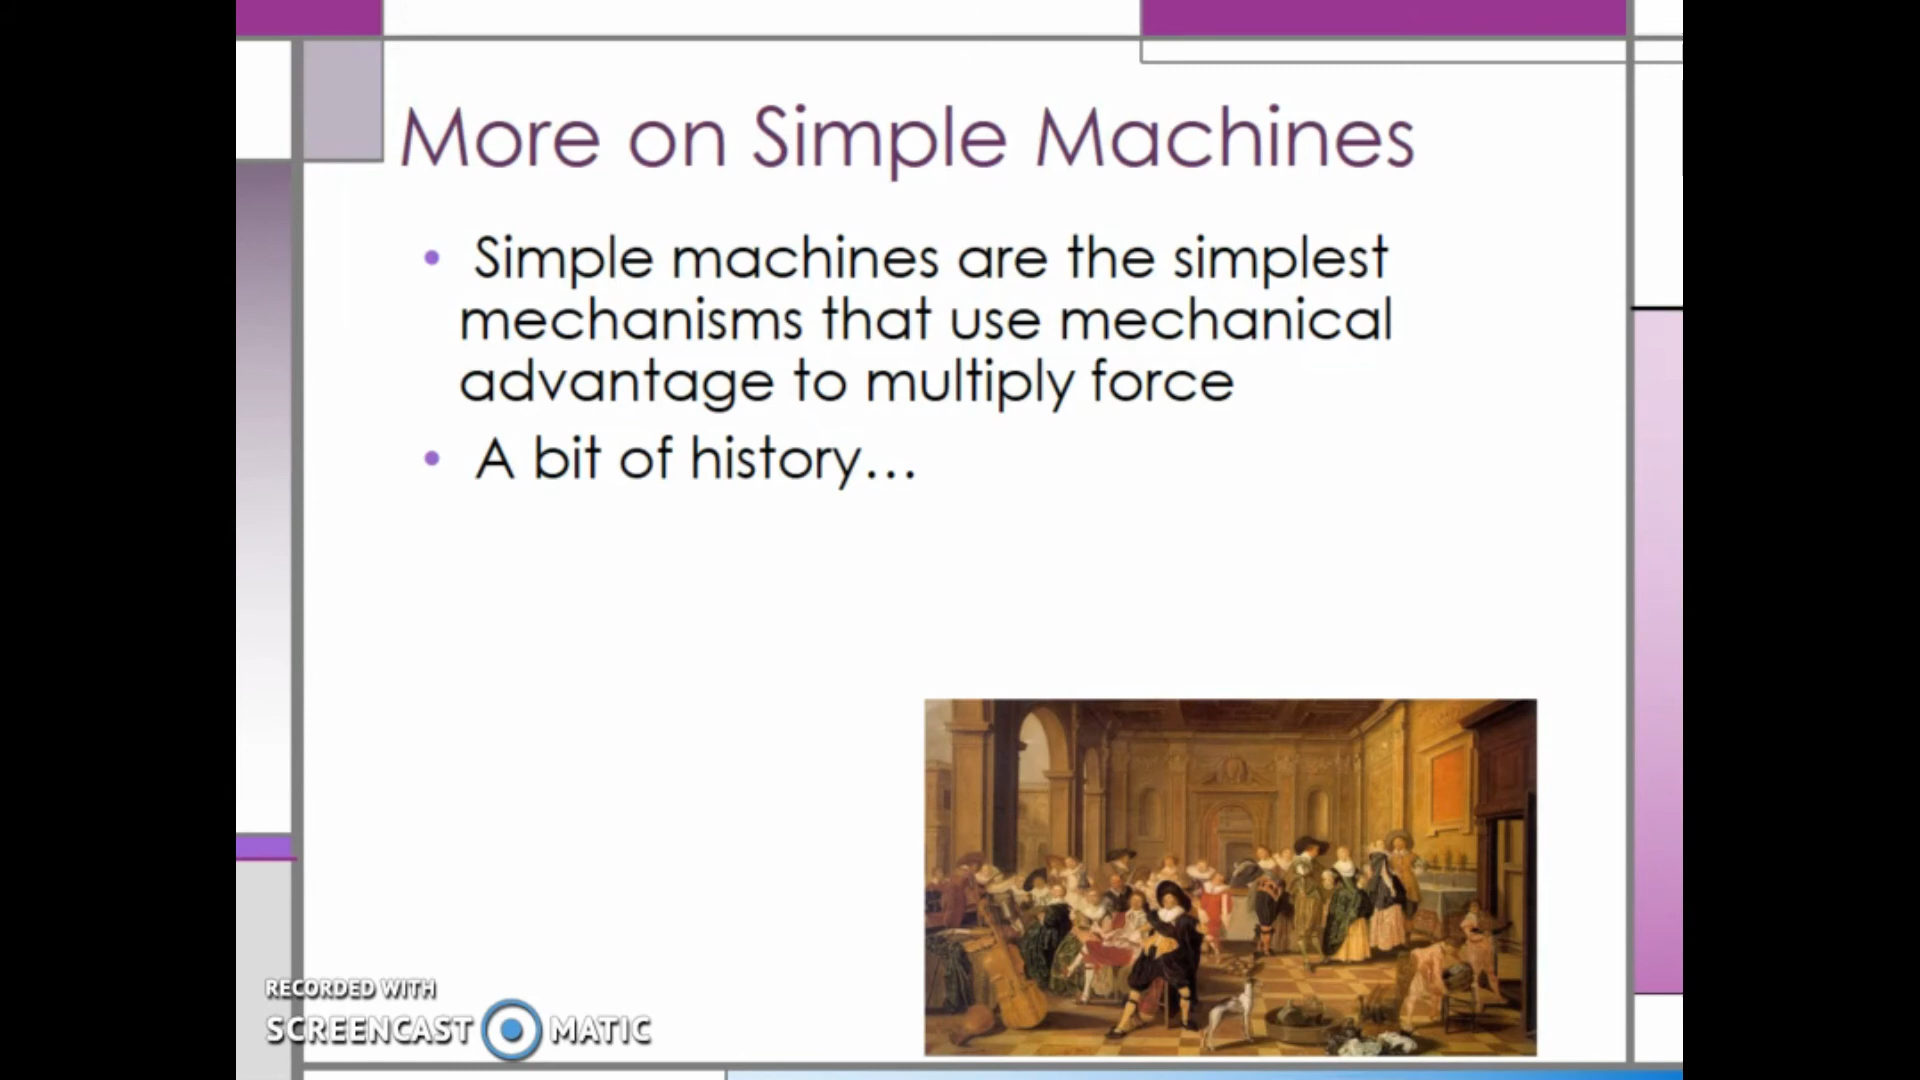 More on Simple Machines
• Simple machines are the simplest
mechanisms that use mechanical
advantage to multiply force
• A bit of history…
RECORDED WITH
SCREENCAST MATIC